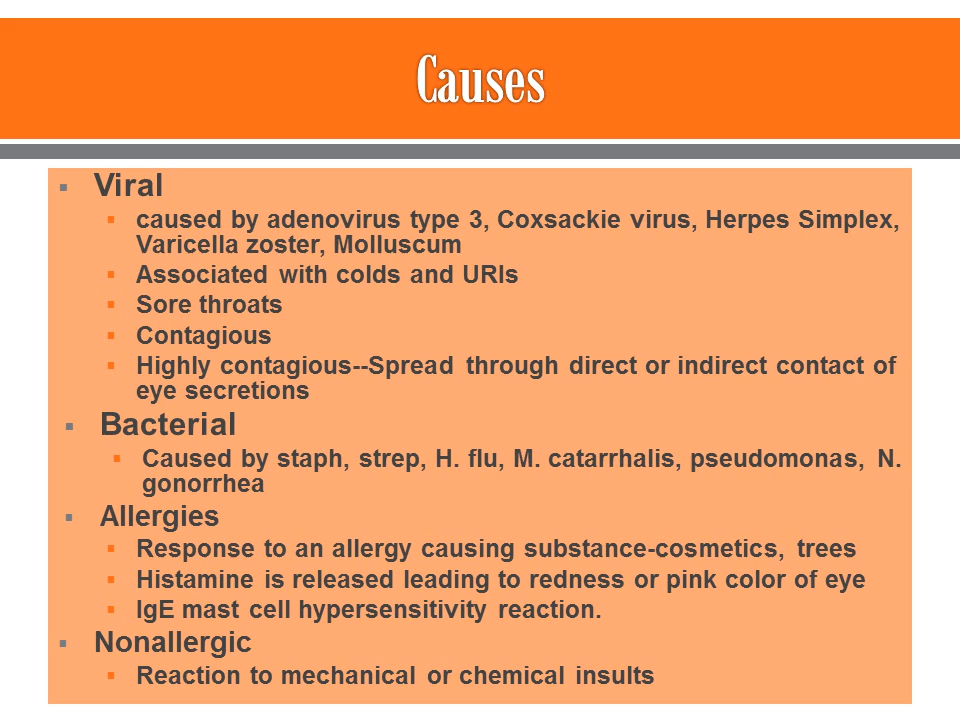 Causes
▪ Viral
▪ caused by adenovirus type 3, Coxsackie virus, Herpes Simplex,
Varicella zoster, Molluscum
▪ Associated with colds and URIs
▪ Sore throats
▪ Contagious
▪ Highly contagious--Spread through direct or indirect contact of
eye secretions
▪ Bacterial
▪ Caused by staph, strep, H. flu, M. catarrhalis, pseudomonas, N.
gonorrhea
▪ Allergies
▪ Response to an allergy causing substance-cosmetics, trees
▪ Histamine is released leading to redness or pink color of eye
▪ IgE mast cell hypersensitivity reaction.
▪ Nonallergic
▪ Reaction to mechanical or chemical insults